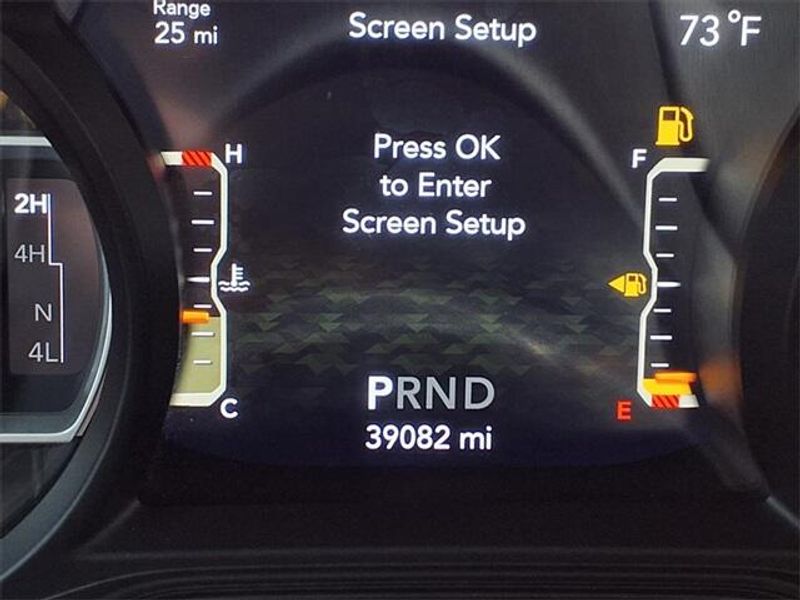 Range
25 mi
Screen Setup
73°F
H
F
Press OK
to Enter
Screen Setup
2H
4H
N
4L
C
E
PRND
39082 mi